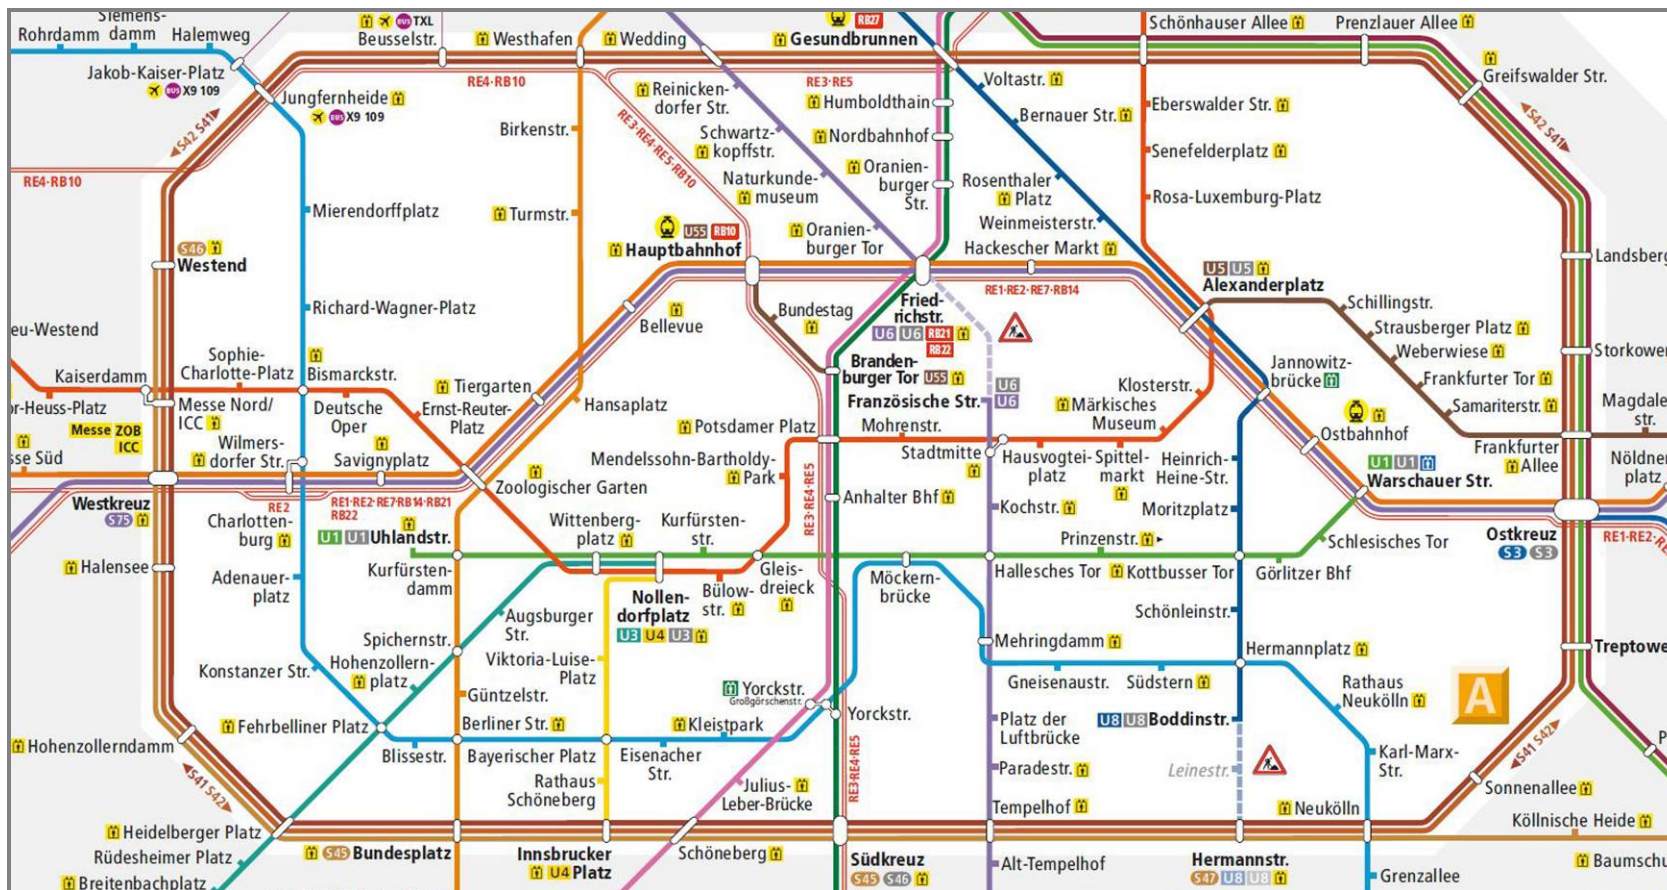 Rohrdamm
Siemens-
damm
Halemweg
TXL
Beusselstr.
Westhafen
Wedding
RB27
Gesundbrunnen
Schönhauser Allee
Prenzlauer Allee
Jakob-Kaiser-Platz
X9 109
Jungfernheide
X9 109
RE4·RB10
RE3·RE5
Reinicken-
dorfer Str.
Humboldthain
Voltastr.
Greifswalder Str.
S42 S41
Birkenstr.
RE3·RE4·RE5·RB10
Schwartz-
kopffstr.
Nordbahnhof
Bernauer Str.
Eberswalder Str.
S42 S41
RE4·RB10
Naturkunde-
museum
Oranien-
burger
Str.
Rosenthaler
Platz
Senefelderplatz
Mierendorffplatz
Turmstr.
Weinmeisterstr.
Rosa-Luxemburg-Platz
S46
Westend
U55 RB10
Hauptbahnhof
Oranien-
burger Tor
Hackescher Markt
Landsberg
U5 U5
Alexanderplatz
RE1·RE2·RE7·RB14
Richard-Wagner-Platz
Bellevue
Bundestag
Fried-
richstr.
U6 U6 RB21
RB22
Schillingstr.
Strausberger Platz
Weberwiese
Storkower
eu-Westend
Sophie-
Charlotte-Platz
Bismarckstr.
Tiergarten
Branden-
burger Tor U55
Jannowitz-
brücke
Frankfurter Tor
Kaiserdamm
Messe Nord/
ICC
Deutsche
Oper
Ernst-Reuter-
Platz
Hansaplatz
U6
Französische Str. U6
Klosterstr.
Märkisches
Museum
Samariterstr.
Magdale
str.
or-Heuss-Platz
Messe ZOB
ICC
Potsdamer Platz
Mohrenstr.
Ostbahnhof
Frankfurter
Allee
sse Süd
Wilmers-
dorfer Str.
Savignyplatz
Mendelssohn-Bartholdy-
Park
Stadtmitte
Hausvogtei-
platz
Spittel-
markt
Heinrich-
Heine-Str.
U1 U1
Warschauer Str.
Nöldner
platz
Westkreuz
S75
RE2
RE1·RE2·RE7·RB14·RB21
RB22
Zoologischer Garten
RE3·RE4·RE5
Anhalter Bhf
Kochstr.
Moritzplatz
Charlotten-
burg
U1 U1 Uhlandstr.
Wittenberg-
platz
Kurfürsten-
str.
Prinzenstr.
Schlesisches Tor
Ostkreuz
S3 S3
RE1·RE2·
Halensee
Adenauer-
platz
Kurfürsten-
damm
Nollen-
dorfplatz
U3 U4 U3
Bülow-
str.
Gleis-
dreieck
Möckern-
brücke
Hallesches Tor
Kottbusser Tor
Görlitzer Bhf
Augsburger
Str.
Schönleinstr.
Spichernstr.
Mehringdamm
Hermannplatz
Treptowe
Konstanzer Str.
Hohenzollern-
platz
Viktoria-Luise-
Platz
Yorckstr.
Großgörschenstr.
Gneisenaustr.
Südstern
Rathaus
Neukölln
A
Güntzelstr.
Yorckstr.
Fehrbelliner Platz
Berliner Str.
Kleistpark
Platz der
Luftbrücke
U8 U8 Boddinstr.
Hohenzollerndamm
Blissestr.
Bayerischer Platz
Eisenacher
Str.
RE3·RE4·RE5
Karl-Marx-
Str.
S41 S42
P
S41 S42
Rathaus
Schöneberg
Julius-
Leber-Brücke
Paradestr.
Leinestr.
Sonnenallee
Tempelhof
Neukölln
Köllnische Heide
Heidelberger Platz
Rüdesheimer Platz
Breitenbachplatz
S45 Bundesplatz
Innsbrucker
U4 Platz
Schöneberg
Südkreuz
S45 S46
Alt-Tempelhof
Hermannstr.
S47 U8 U8
Grenzallee
Baumschu